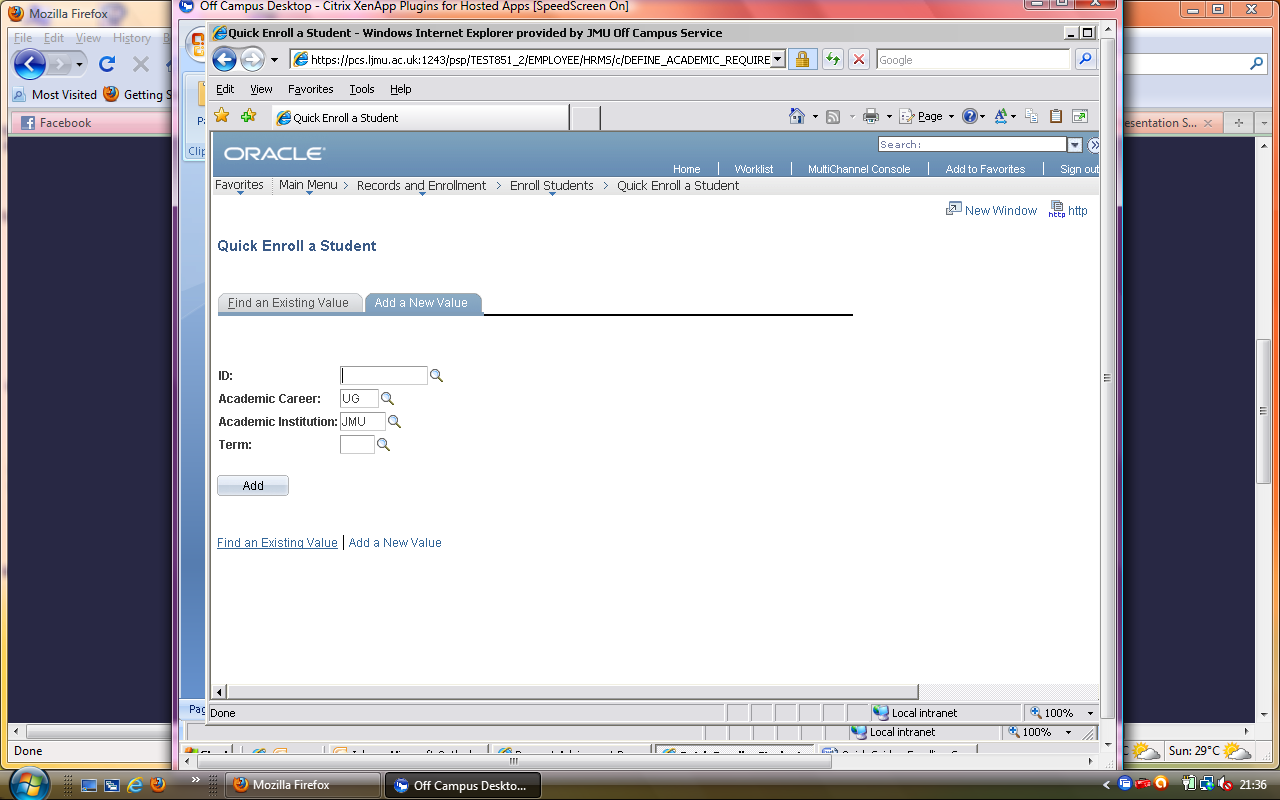 Mozilla Firefox
Off Campus Desktop - Citrix XenApp Plugins for Hosted Apps [SpeedScreen On]
File Edit View History
Quick Enroll a Student - Windows Internet Explorer provided by JMU Off Campus Service
https://pcs.ljmu.ac.uk:1243/psp/TEST851_2/EMPLOYEE/HRMS/c/DEFINE_ACADEMIC_REQUIRE
Google
Most Visited Getting S
Edit View Favorites Tools Help
Facebook
Quick Enroll a Student
Page
esentation S...
ORACLE
Search:
Home Worklist MultiChannel Console Add to Favorites Sign out
Favorites Main Menu > Records and Enrollment > Enroll Students > Quick Enroll a Student
New Window http
Quick Enroll a Student
Find an Existing Value Add a New Value
ID:
Academic Career: UG
Academic Institution: JMU
Term:
Add
Find an Existing Value | Add a New Value
Pag
Done Local intranet 100%
Local intranet 100%
Done
Sun: 29°C
Mozilla Firefox Off Campus Deskto... 21:36